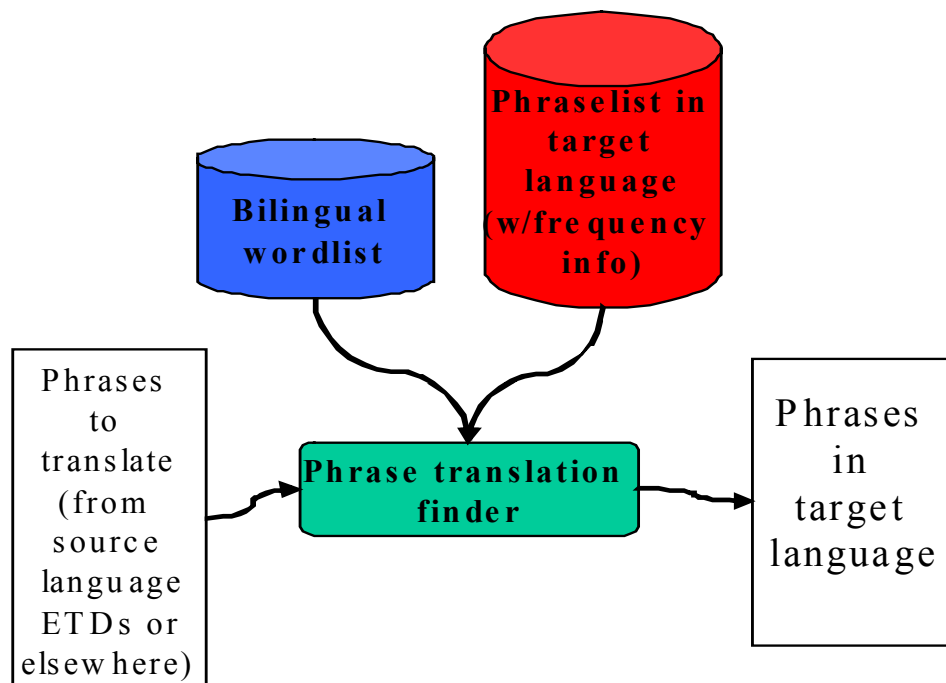 Phraselist in
target
language
(w/frequency
info)
Bilingual
wordlist
Phrases
to
translate
(from
source
language
ETDs or
elsewhere)
Phrase translation
finder
Phrases
in
target
language